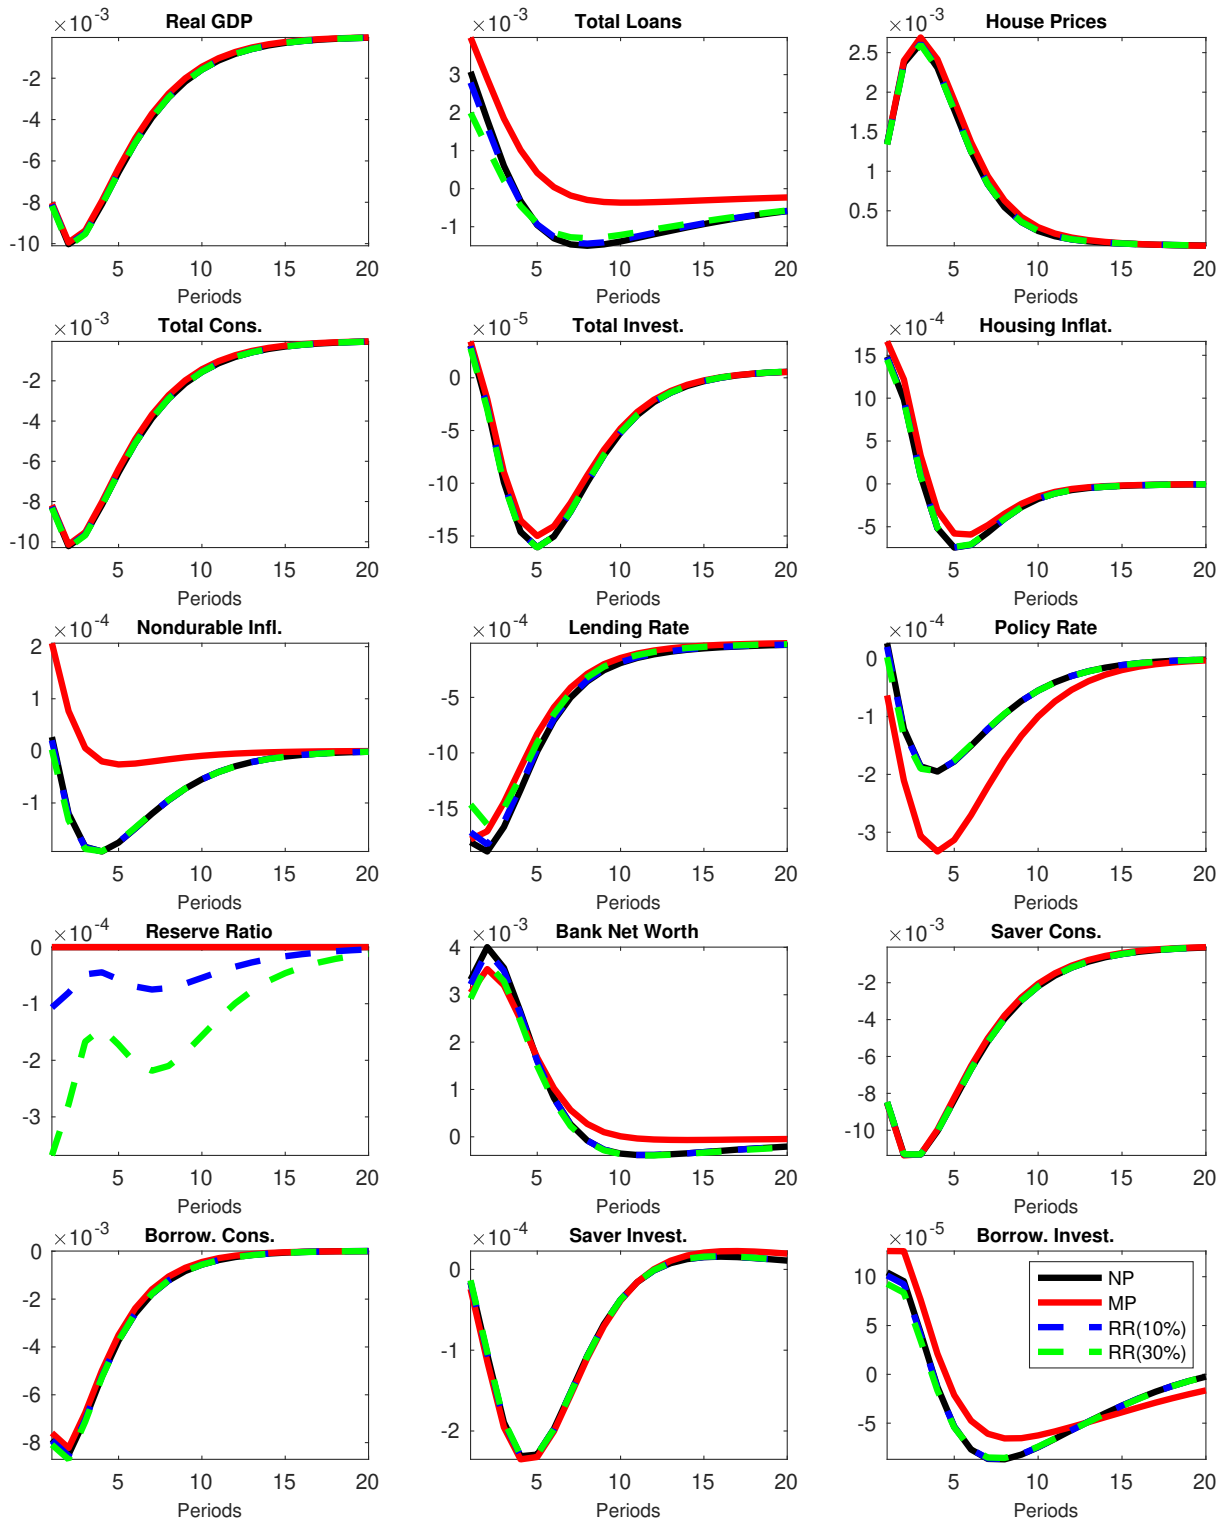 Real GDP
×10-3
-2
-4
-6
-8
-10
5 10 15 20
Periods
Total Loans
×10-3
3
2
1
0
-1
5 10 15 20
Periods
House Prices
×10-3
2.5
2
1.5
1
0.5
5 10 15 20
Periods
Total Cons.
×10-3
-2
-4
-6
-8
-10
5 10 15 20
Periods
Total Invest.
×10-5
0
-5
-10
-15
5 10 15 20
Periods
Housing Inflat.
×10-4
15
10
5
0
-5
5 10 15 20
Periods
Nondurable Infl.
×10-4
2
1
0
-1
5 10 15 20
Periods
Lending Rate
×10-4
-5
-10
-15
5 10 15 20
Periods
Policy Rate
×10-4
0
-1
-2
-3
5 10 15 20
Periods
Reserve Ratio
×10-4
0
-1
-2
-3
5 10 15 20
Periods
Bank Net Worth
×10-3
4
3
2
1
0
5 10 15 20
Periods
Saver Cons.
×10-3
-2
-4
-6
-8
-10
5 10 15 20
Periods
Borrow. Cons.
×10-3
0
-2
-4
-6
-8
5 10 15 20
Periods
Saver Invest.
×10-4
0
-1
-2
5 10 15 20
Periods
Borrow. Invest.
×10-5
10
5
0
-5
5 10 15 20
Periods
NP
MP
RR(10%)
RR(30%)